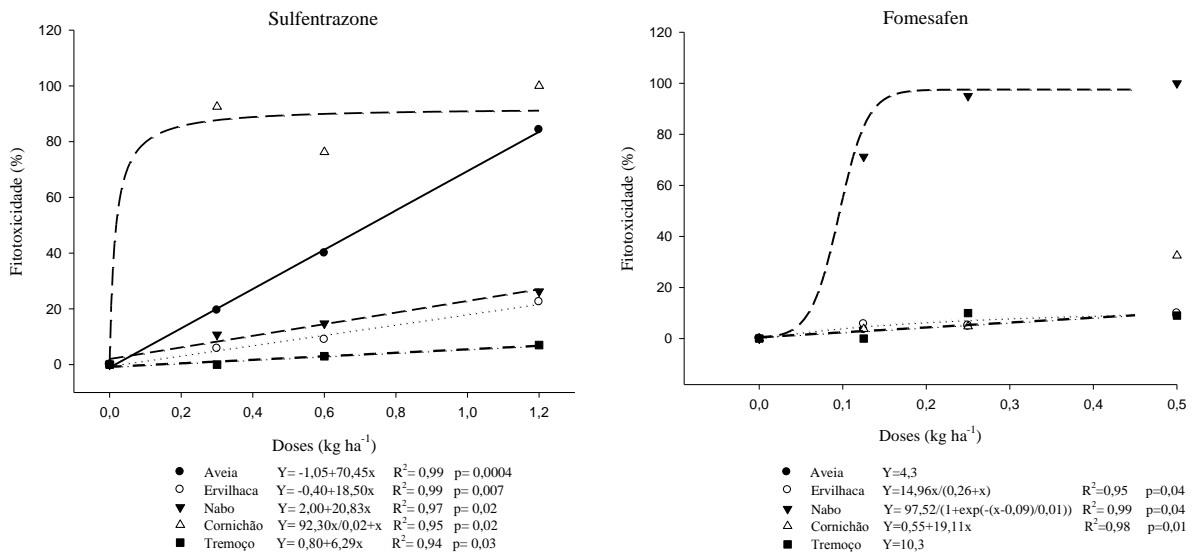 Sulfentrazone
Fitotoxicidade (%)
120
100
80
60
40
20
0
0,0 0,2 0,4 0,6 0,8 1,0 1,2
Doses (kg ha-1)
Aveia Y= -1,05+70,45x R2= 0,99 p= 0,0004
Ervilhaca Y=-0,40+18,50x R2= 0,99 p= 0,007
Nabo Y= 2,00+20,83x R2= 0,97 p= 0,02
Cornichão Y= 92,30x/0,02+x R2= 0,95 p= 0,02
Tremoço Y= 0,80+6,29x R2= 0,94 p= 0,03
Fomesafen
Fitotoxicidade (%)
120
100
80
60
40
20
0
0,0 0,1 0,2 0,3 0,4 0,5
Doses (kg ha-1)
Aveia Y=4,3
Ervilhaca Y=14,96x/(0,26+x) R2=0,95 p=0,04
Nabo Y= 97,52/(1+exp(-(x-0,09)/0,01)) R2= 0,99 p=0,04
Cornichão Y=0,55+19,11x R2=0,98 p=0,01
Tremoço Y=10,3